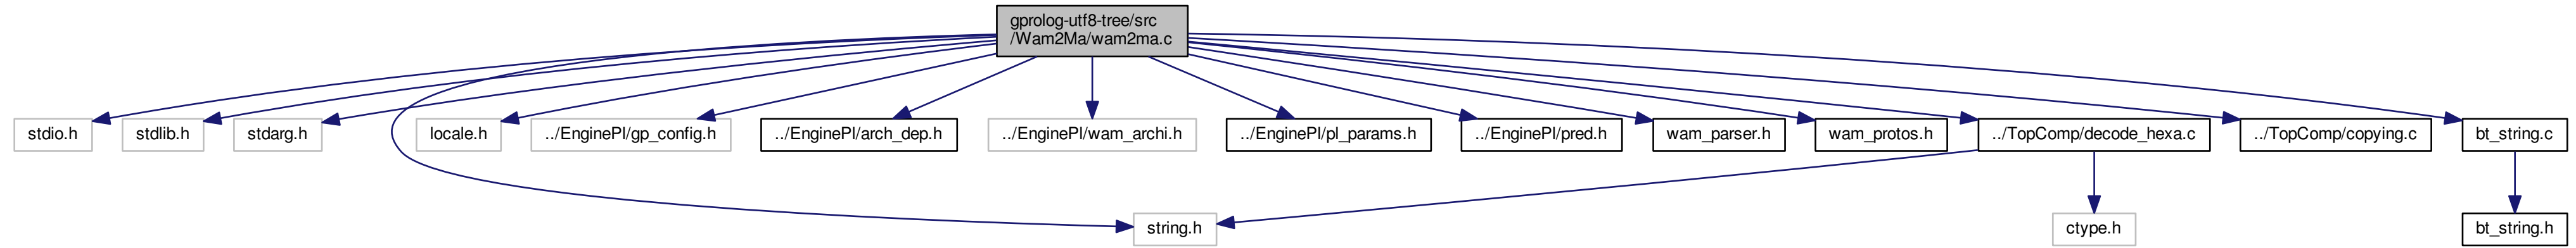 gprolog-utf8-tree/src
/Wam2Ma/wam2ma.c
stdio.h
stdlib.h
stdarg.h
locale.h
../EnginePl/gp_config.h
../EnginePl/arch_dep.h
../EnginePl/wam_archi.h
../EnginePl/pl_params.h
../EnginePl/pred.h
wam_parser.h
wam_protos.h
../TopComp/decode_hexa.c
../TopComp/copying.c
bt_string.c
string.h
ctype.h
bt_string.h